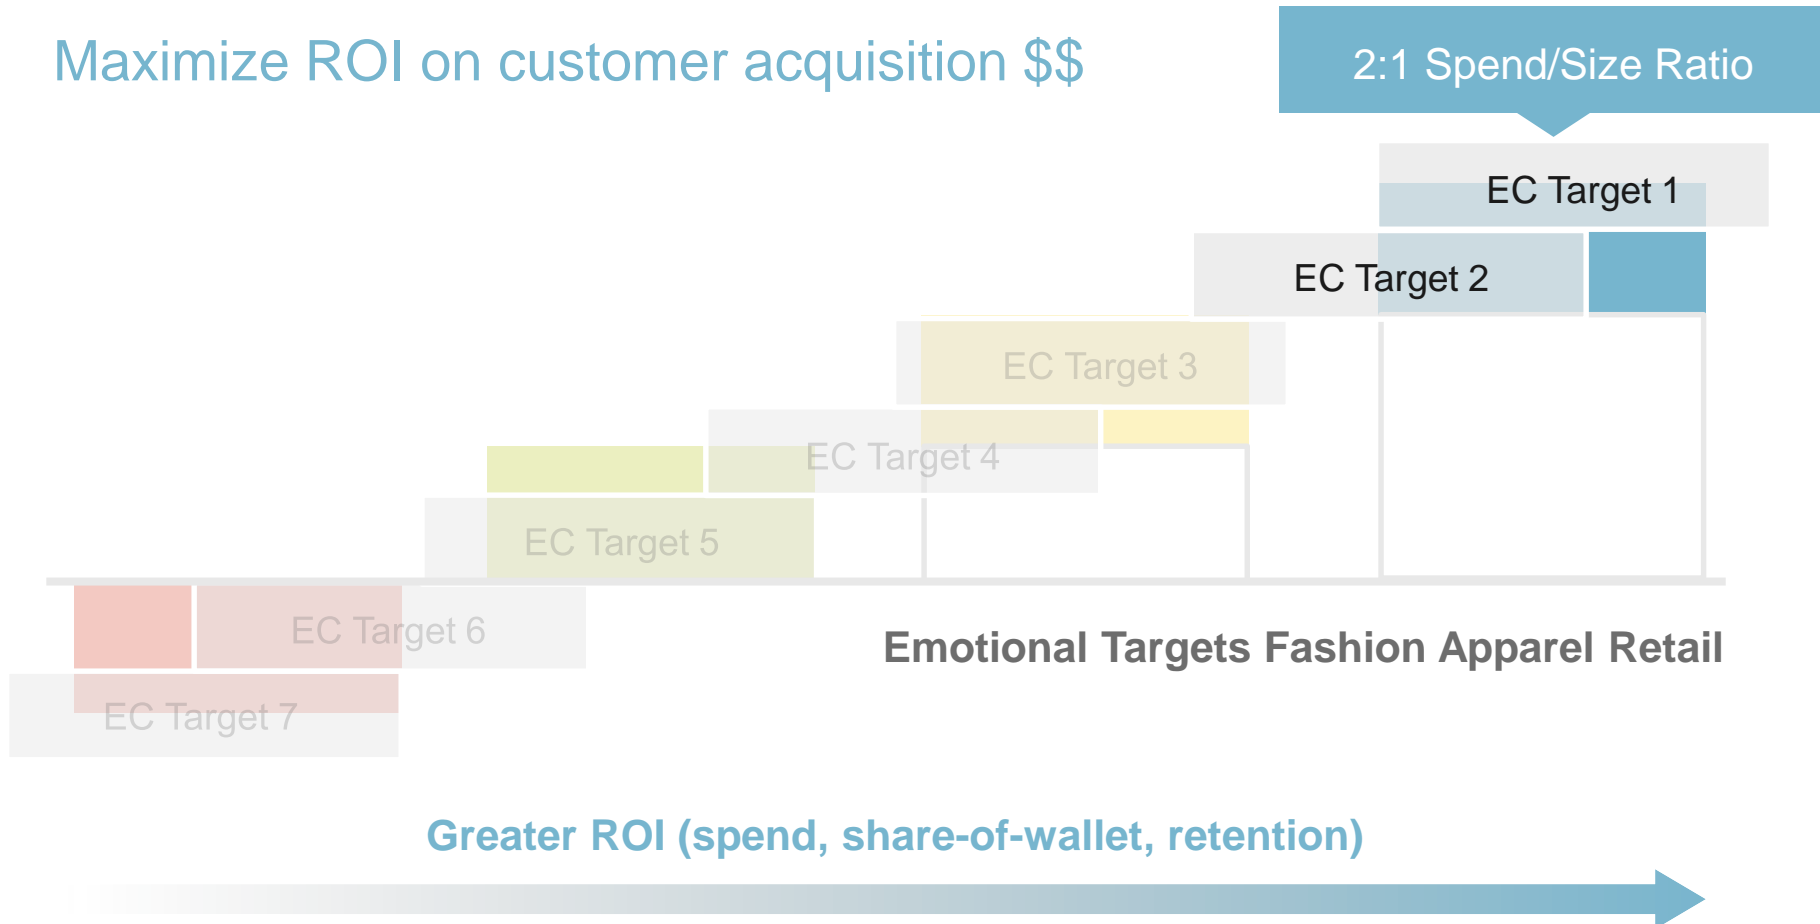 Maximize ROI on customer acquisition $$
2:1 Spend/Size Ratio
EC Target 1
EC Target 2
EC Target 3
EC Target 4
EC Target 5
EC Target 6
Emotional Targets Fashion Apparel Retail
EC Target 7
Greater ROI (spend, share-of-wallet, retention)